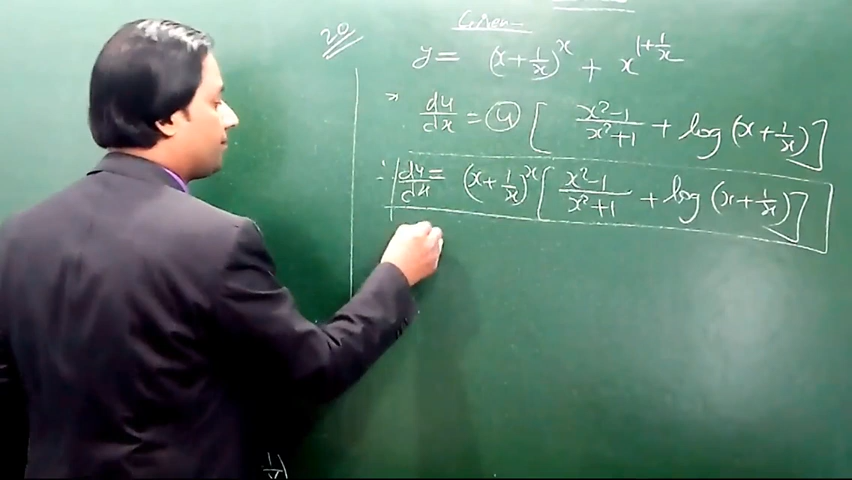 Given
20
y = (x + 1/x)^x + x^(1+1/x)
du/dx = u [ x²-1/x²+1 + log (x + 1/x) ]
∴ du/dx = (x + 1/x)^x [ x²-1/x²+1 + log (x + 1/x) ]